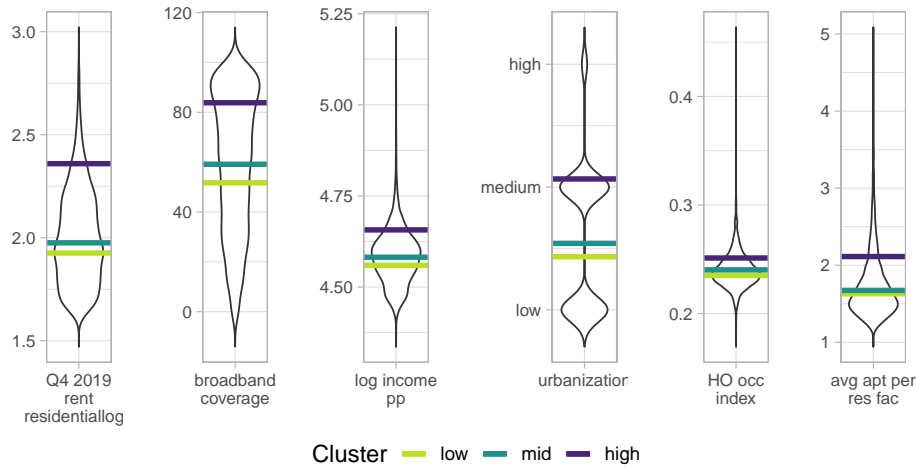 3.0
2.5
2.0
1.5
Q4 2019
rent
residentiallog
120
80
40
0
broadband
coverage
5.25
5.00
4.75
4.50
log income
pp
high
medium
low
urbanization
0.4
0.3
0.2
HO occ
index
5
4
3
2
1
avg apt per
res fac
Cluster low mid high